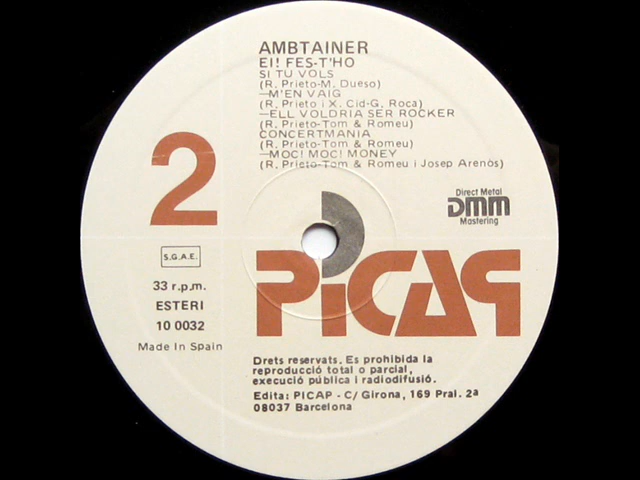 AMBTAINER
EI! FES-T'HO
SI TU VOLS
(R. Prieto-M. Dueso)
—M'EN VAIG
(R. Prieto i X. Cid-G. Roca)
—ELL VOLDRIA SER ROCKER
(R. Prieto-Tom & Romeu)
CONCERTMANIA
(R. Prieto-Tom & Romeu)
—MOC! MOC! MONEY
(R. Prieto-Tom & Romeu i Josep Arenòs)
2
Direct Metal
DMM
Mastering
S.G.A.E.
PICAP
33 r.p.m.
ESTERI
10 0032
Made In Spain
Drets reservats. Es prohibida la
reproducció total o parcial,
execució pública i radiodifusió.
Edita: PICAP - C/ Girona, 169 Pral. 2a
08037 Barcelona